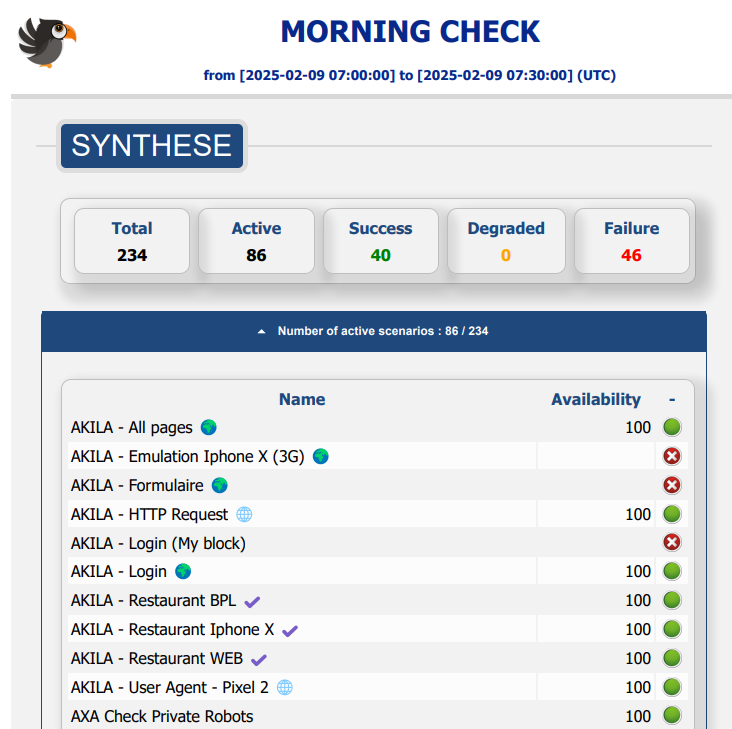 MORNING CHECK
from [2025-02-09 07:00:00] to [2025-02-09 07:30:00] (UTC)
SYNTHESE
Total Active Success Degraded Failure
234 86 40 0 46
Number of active scenarios : 86 / 234
Name Availability -
AKILA - All pages 100
AKILA - Emulation Iphone X (3G)
AKILA - Formulaire
AKILA - HTTP Request 100
AKILA - Login (My block)
AKILA - Login 100
AKILA - Restaurant BPL 100
AKILA - Restaurant Iphone X 100
AKILA - Restaurant WEB 100
AKILA - User Agent - Pixel 2 100
AXA Check Private Robots 100